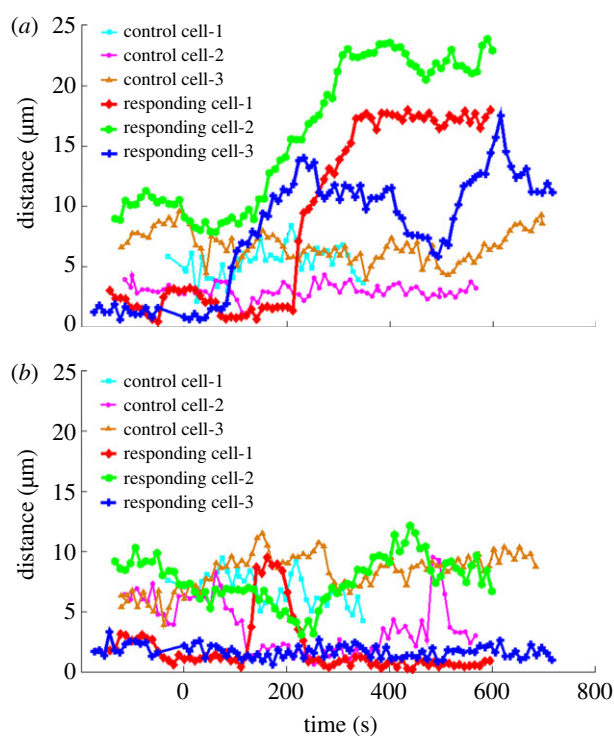 (a)
25
20
15
10
5
0
distance (µm)
control cell-1
control cell-2
control cell-3
responding cell-1
responding cell-2
responding cell-3
(b)
25
20
15
10
5
0
distance (µm)
control cell-1
control cell-2
control cell-3
responding cell-1
responding cell-2
responding cell-3
0 200 400 600 800
time (s)